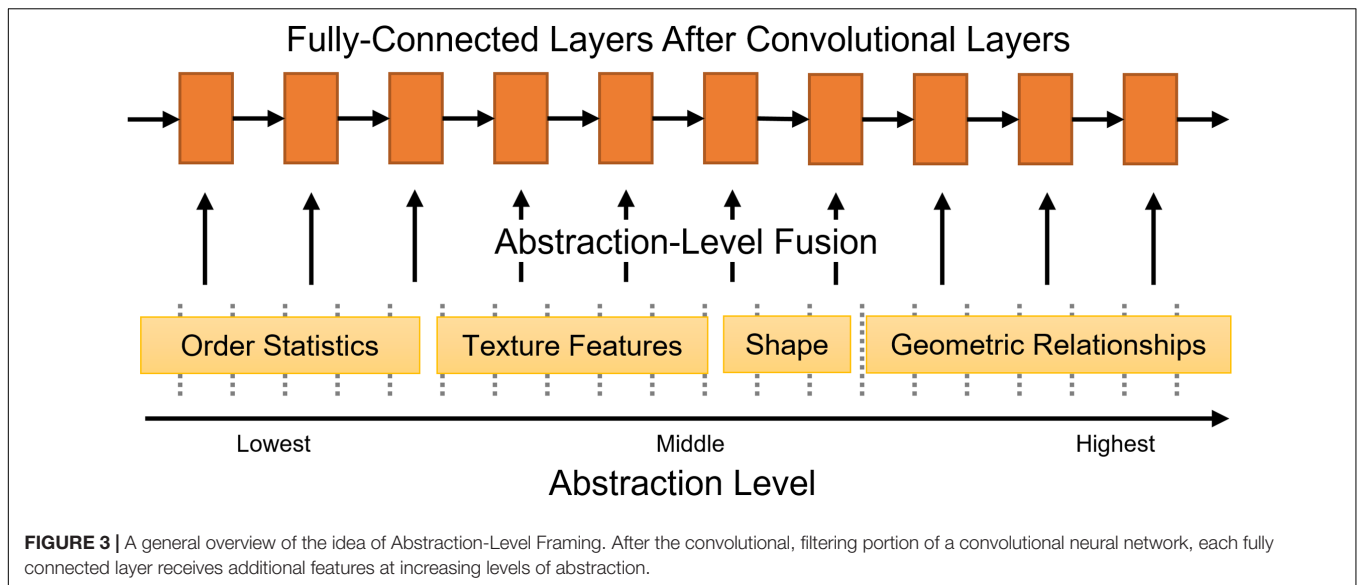 Fully-Connected Layers After Convolutional Layers
Abstraction-Level Fusion
Order Statistics Texture Features Shape Geometric Relationships
Lowest Middle Highest
Abstraction Level
FIGURE 3 | A general overview of the idea of Abstraction-Level Framing. After the convolutional, filtering portion of a convolutional neural network, each fully
connected layer receives additional features at increasing levels of abstraction.